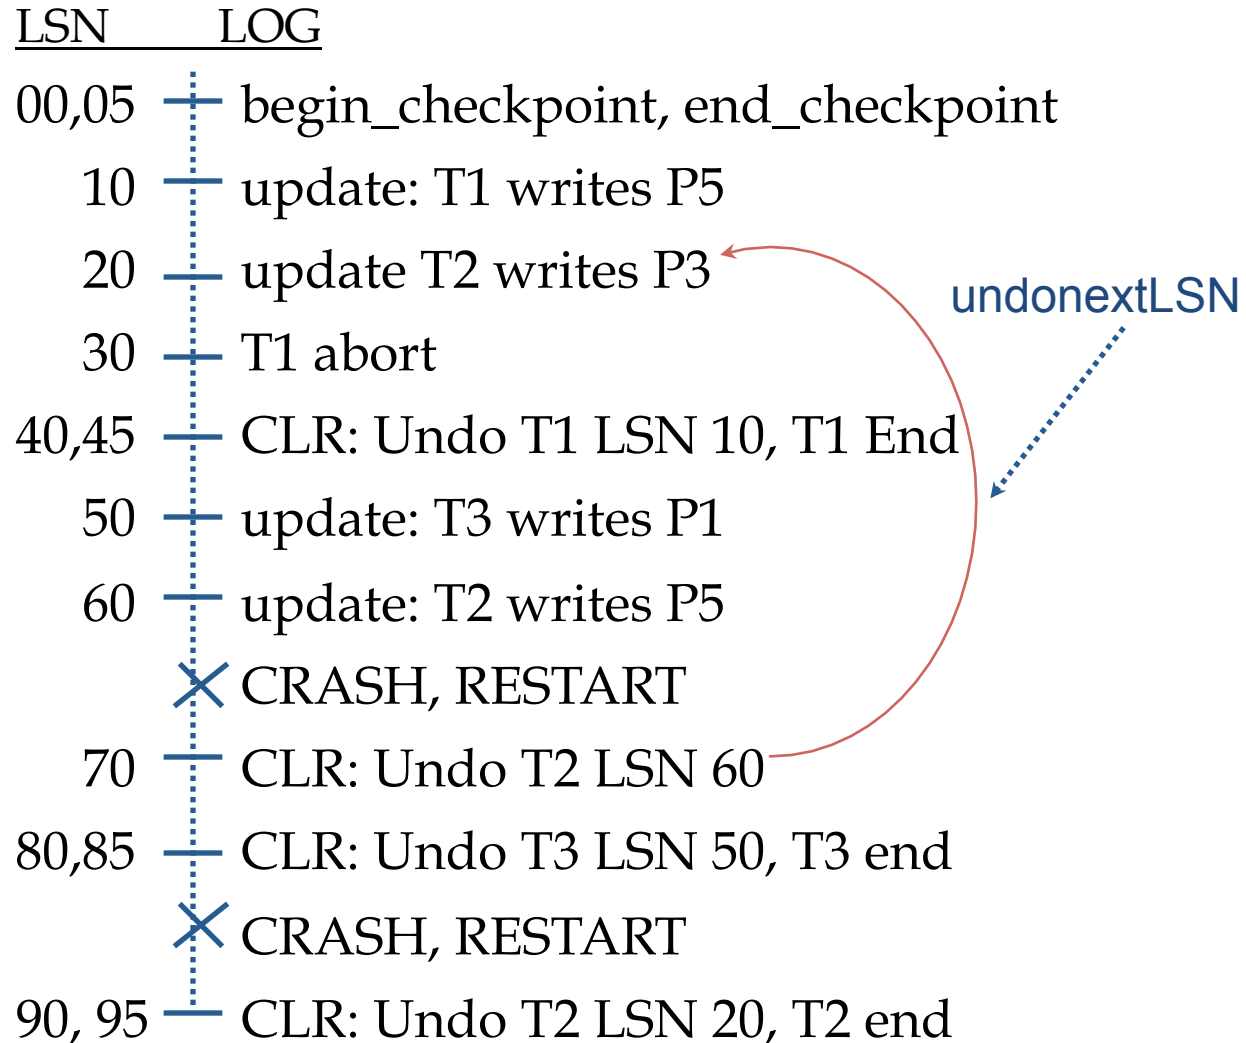 LSN LOG
00,05 begin_checkpoint, end_checkpoint
10 update: T1 writes P5
20 update T2 writes P3
undonextLSN
30 T1 abort
40,45 CLR: Undo T1 LSN 10, T1 End
50 update: T3 writes P1
60 update: T2 writes P5
CRASH, RESTART
70 CLR: Undo T2 LSN 60
80,85 CLR: Undo T3 LSN 50, T3 end
CRASH, RESTART
90, 95 CLR: Undo T2 LSN 20, T2 end